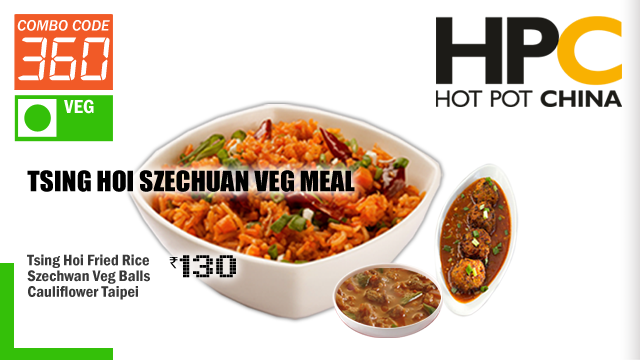 COMBO CODE
360
VEG
HPC
HOT POT CHINA
TSING HOI SZECHUAN VEG MEAL
Tsing Hoi Fried Rice
Szechwan Veg Balls
Cauliflower Taipei
₹130